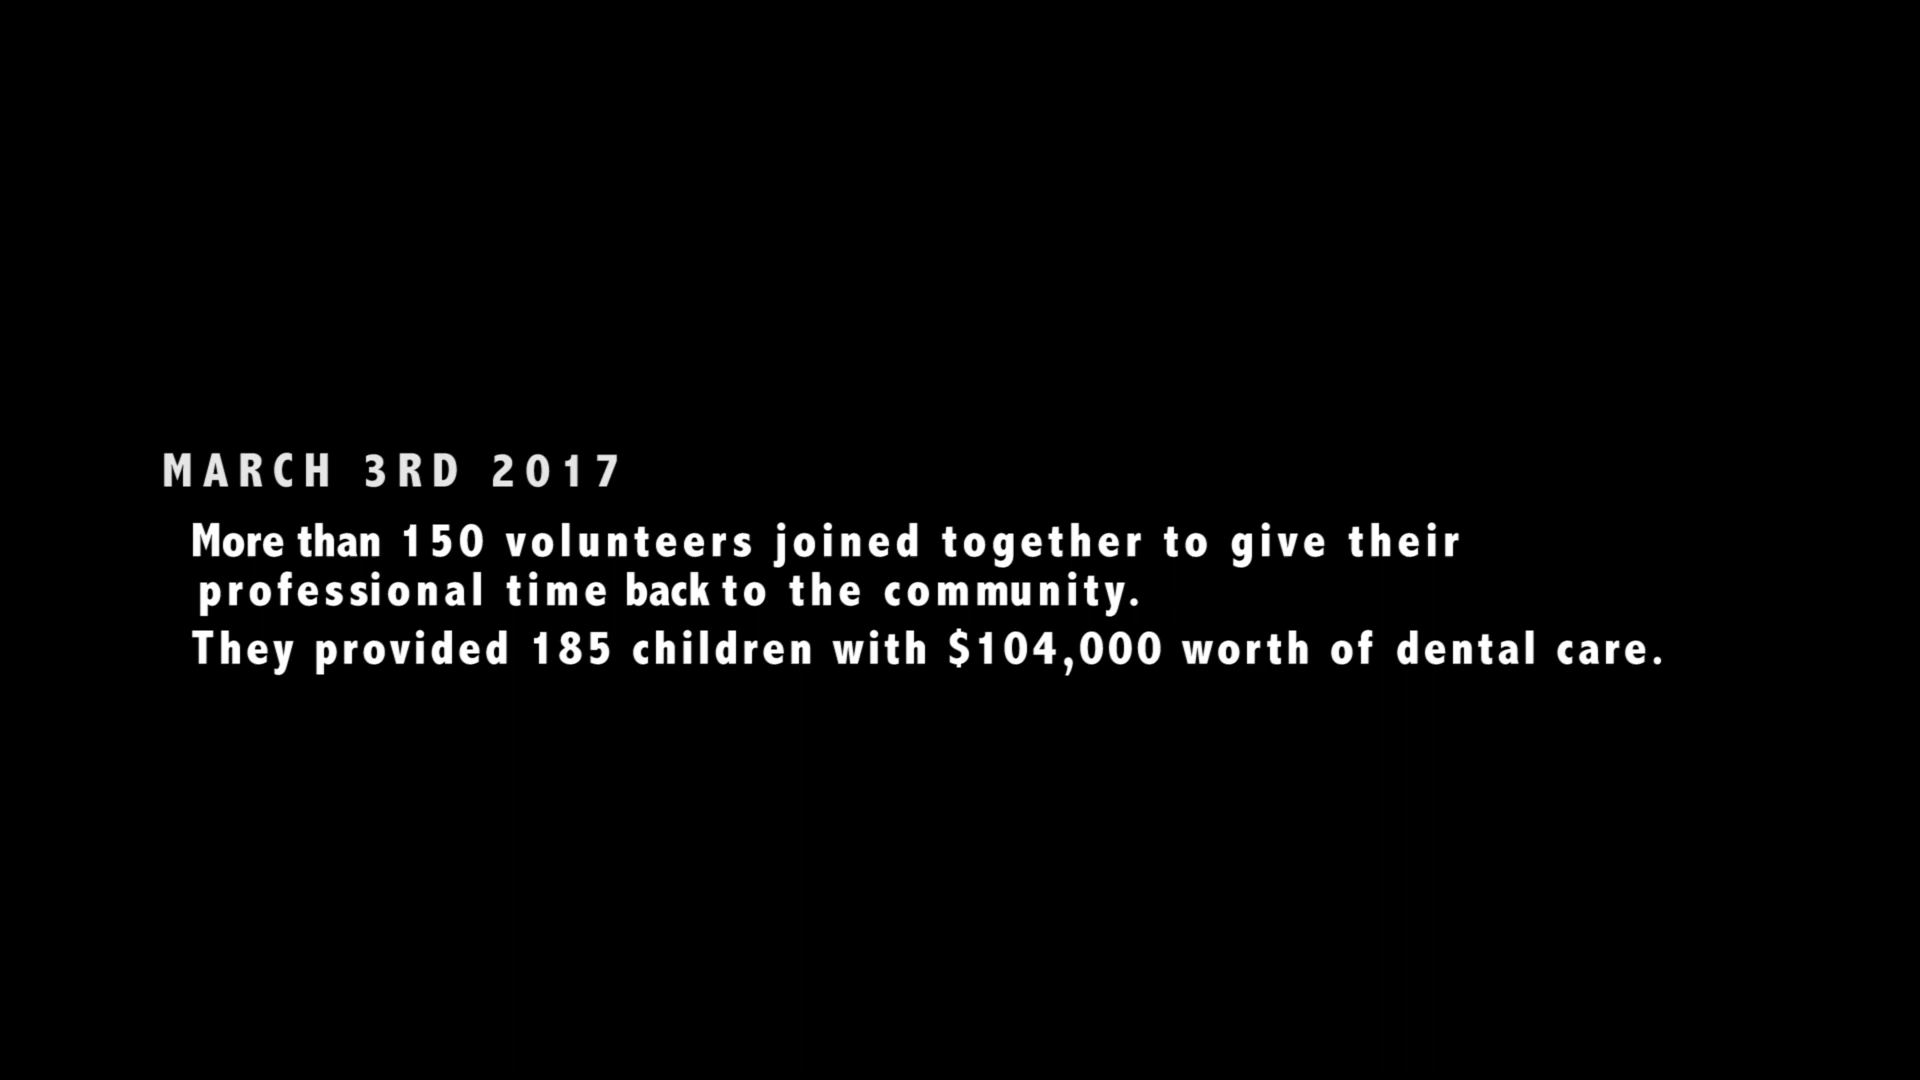 MARCH 3RD 2017
More than 150 volunteers joined together to give their
professional time back to the community.
They provided 185 children with $104,000 worth of dental care.